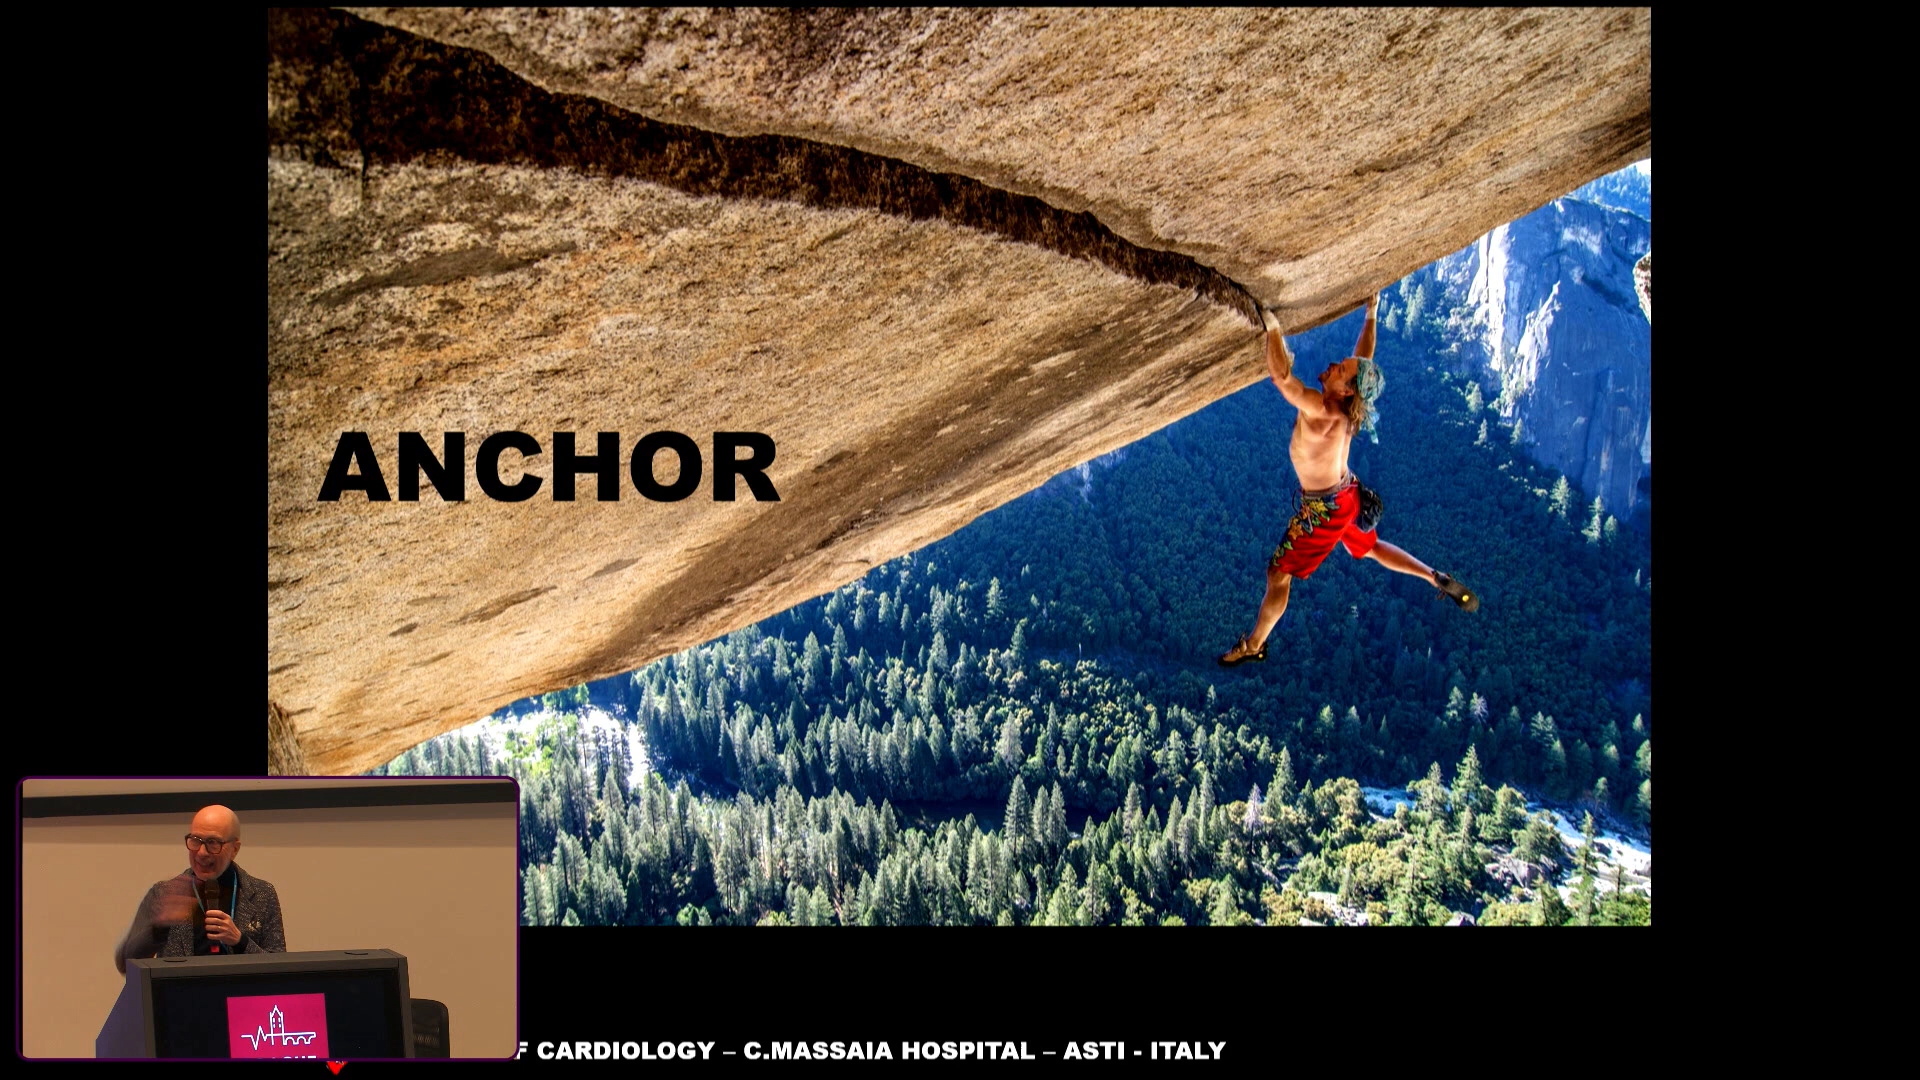 ANCHOR
F CARDIOLOGY – C.MASSAIA HOSPITAL – ASTI - ITALY